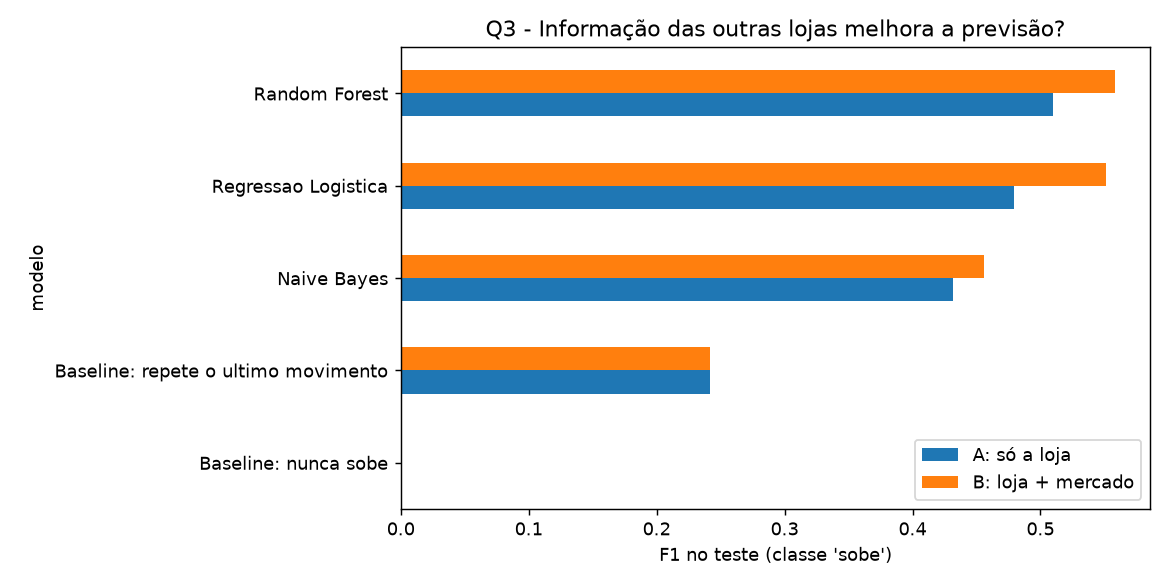 Q3 - Informação das outras lojas melhora a previsão?
Random Forest
Regressao Logistica
Naive Bayes
Baseline: repete o ultimo movimento
Baseline: nunca sobe
modelo
A: só a loja
B: loja + mercado
0.0 0.1 0.2 0.3 0.4 0.5
F1 no teste (classe 'sobe')